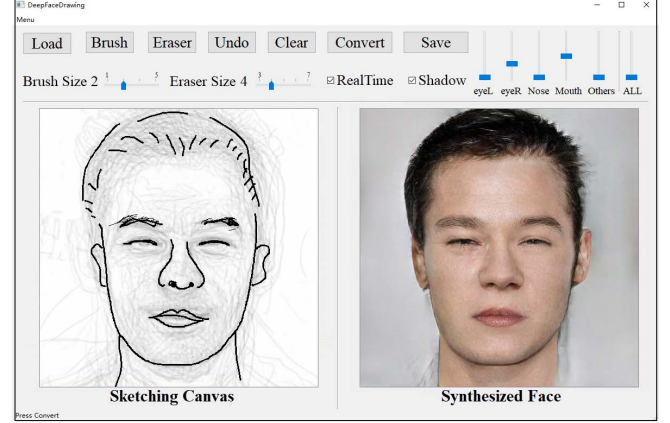 DeepFaceDrawing
Menu
Load Brush Eraser Undo Clear Convert Save
Brush Size 2 1 5 Eraser Size 4 3 7 RealTime Shadow
eyeL eyeR Nose Mouth Others ALL
Sketching Canvas Synthesized Face
Press Convert